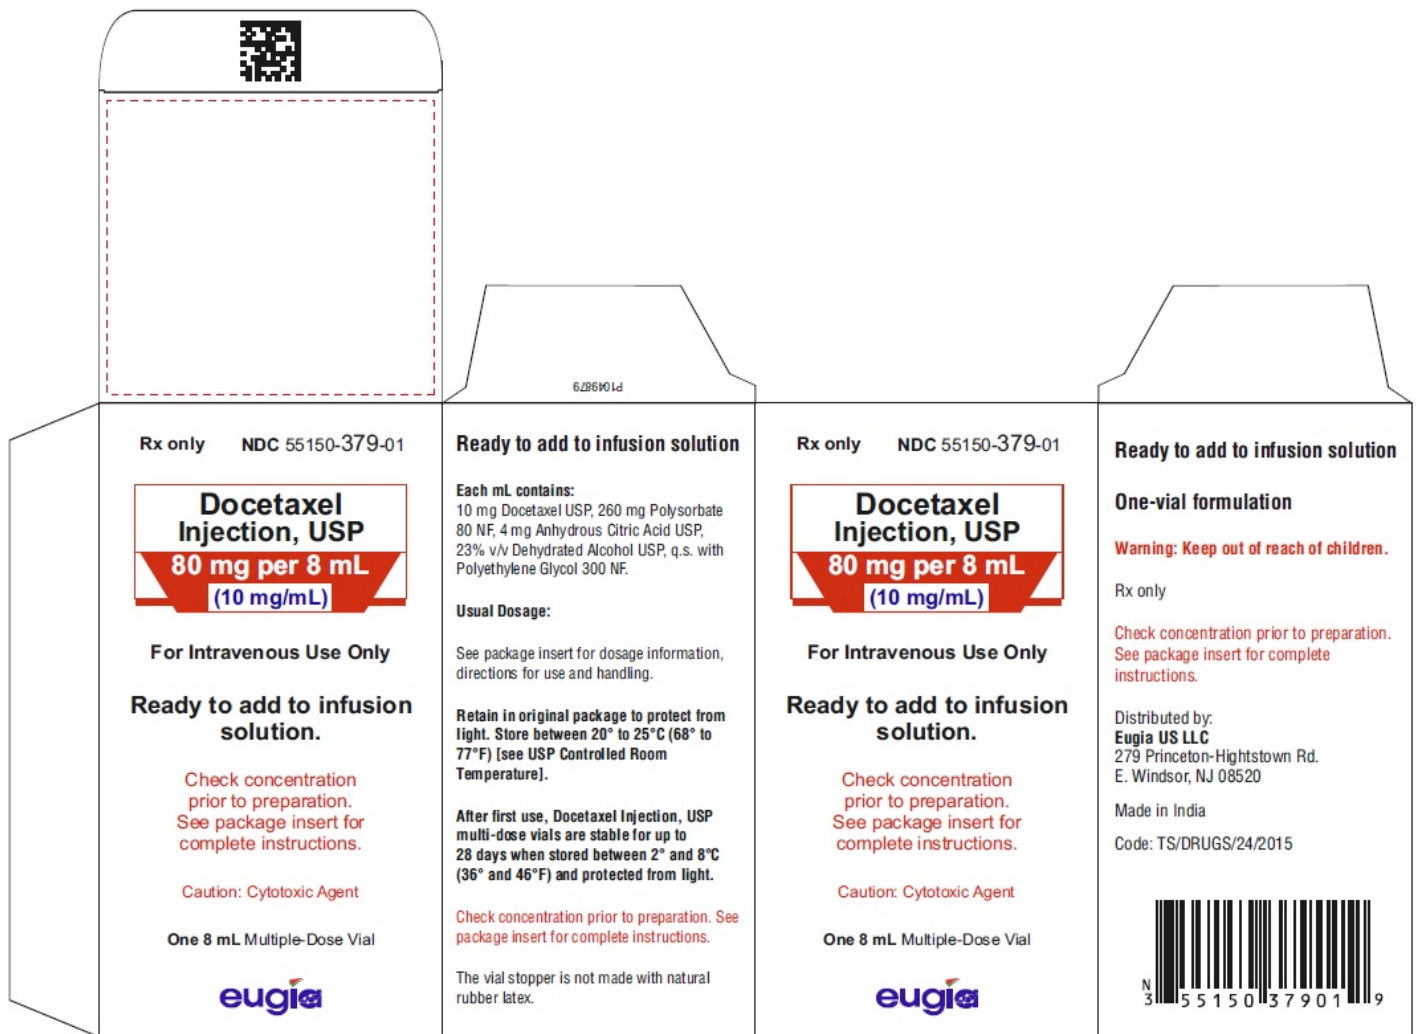 P1049879
Rx only NDC 55150-379-01
Docetaxel
Injection, USP
80 mg per 8 mL
(10 mg/mL)
For Intravenous Use Only
Ready to add to infusion
solution.
Check concentration
prior to preparation.
See package insert for
complete instructions.
Caution: Cytotoxic Agent
One 8 mL Multiple-Dose Vial
eugia
Ready to add to infusion solution
Each mL contains:
10 mg Docetaxel USP, 260 mg Polysorbate
80 NF, 4 mg Anhydrous Citric Acid USP,
23% v/v Dehydrated Alcohol USP, q.s. with
Polyethylene Glycol 300 NF.
Usual Dosage:
See package insert for dosage information,
directions for use and handling.
Retain in original package to protect from
light. Store between 20° to 25°C (68° to
77°F) [see USP Controlled Room
Temperature].
After first use, Docetaxel Injection, USP
multi-dose vials are stable for up to
28 days when stored between 2° and 8°C
(36° and 46°F) and protected from light.
Check concentration prior to preparation. See
package insert for complete instructions.
The vial stopper is not made with natural
rubber latex.
Rx only NDC 55150-379-01
Docetaxel
Injection, USP
80 mg per 8 mL
(10 mg/mL)
For Intravenous Use Only
Ready to add to infusion
solution.
Check concentration
prior to preparation.
See package insert for
complete instructions.
Caution: Cytotoxic Agent
One 8 mL Multiple-Dose Vial
eugia
Ready to add to infusion solution
One-vial formulation
Warning: Keep out of reach of children.
Rx only
Check concentration prior to preparation.
See package insert for complete
instructions.
Distributed by:
Eugia US LLC
279 Princeton-Hightstown Rd.
E. Windsor, NJ 08520
Made in India
Code: TS/DRUGS/24/2015
N
3 55150 37901 9